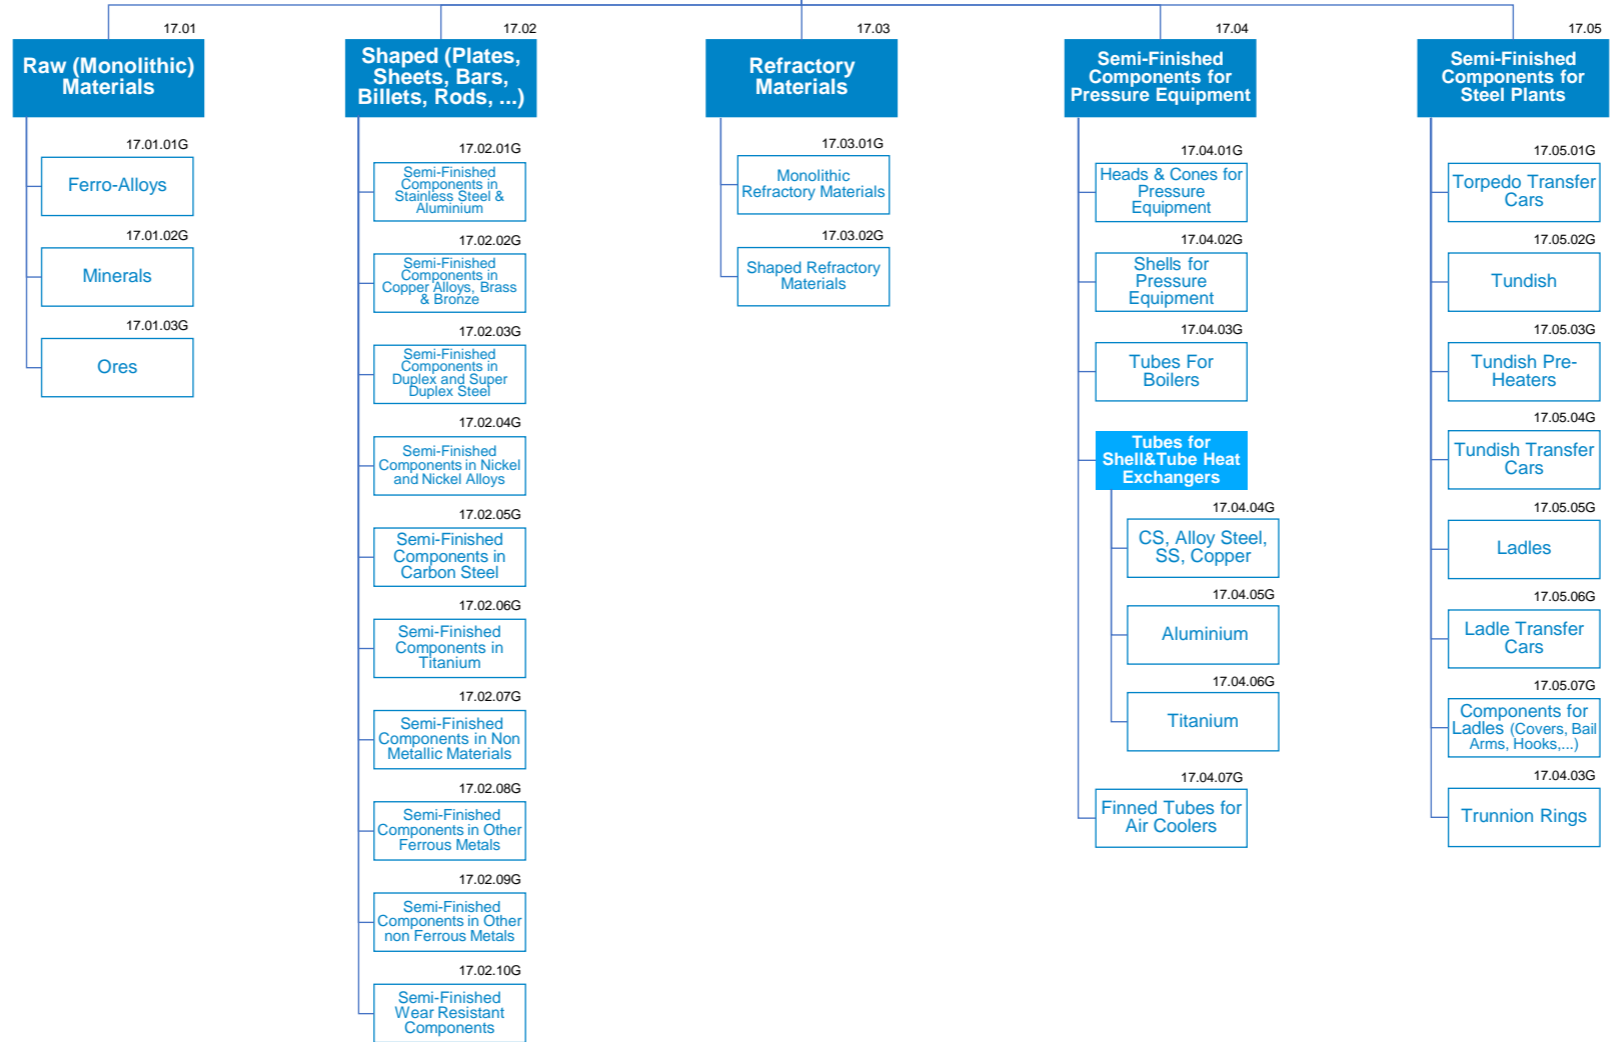 17.01
Raw (Monolithic)
Materials
17.01.01G
Ferro-Alloys
17.01.02G
Minerals
17.01.03G
Ores
17.02
Shaped (Plates,
Sheets, Bars,
Billets, Rods, ...)
17.02.01G
Semi-Finished
Components in
Stainless Steel &
Aluminium
17.02.02G
Semi-Finished
Components in
Copper Alloys, Brass
& Bronze
17.02.03G
Semi-Finished
Components in
Duplex and Super
Duplex Steel
17.02.04G
Semi-Finished
Components in Nickel
and Nickel Alloys
17.02.05G
Semi-Finished
Components in
Carbon Steel
17.02.06G
Semi-Finished
Components in
Titanium
17.02.07G
Semi-Finished
Components in Non
Metallic Materials
17.02.08G
Semi-Finished
Components in Other
Ferrous Metals
17.02.09G
Semi-Finished
Components in Other
non Ferrous Metals
17.02.10G
Semi-Finished
Wear Resistant
Components
17.03
Refractory
Materials
17.03.01G
Monolithic
Refractory Materials
17.03.02G
Shaped Refractory
Materials
17.04
Semi-Finished
Components for
Pressure Equipment
17.04.01G
Heads & Cones for
Pressure
Equipment
17.04.02G
Shells for
Pressure
Equipment
17.04.03G
Tubes For
Boilers
Tubes for
Shell&Tube Heat
Exchangers
17.04.04G
CS, Alloy Steel,
SS, Copper
17.04.05G
Aluminium
17.04.06G
Titanium
17.04.07G
Finned Tubes for
Air Coolers
17.05
Semi-Finished
Components for
Steel Plants
17.05.01G
Torpedo Transfer
Cars
17.05.02G
Tundish
17.05.03G
Tundish Pre-
Heaters
17.05.04G
Tundish Transfer
Cars
17.05.05G
Ladles
17.05.06G
Ladle Transfer
Cars
17.05.07G
Components for
Ladles (Covers, Bail
Arms, Hooks,...)
17.04.03G
Trunnion Rings